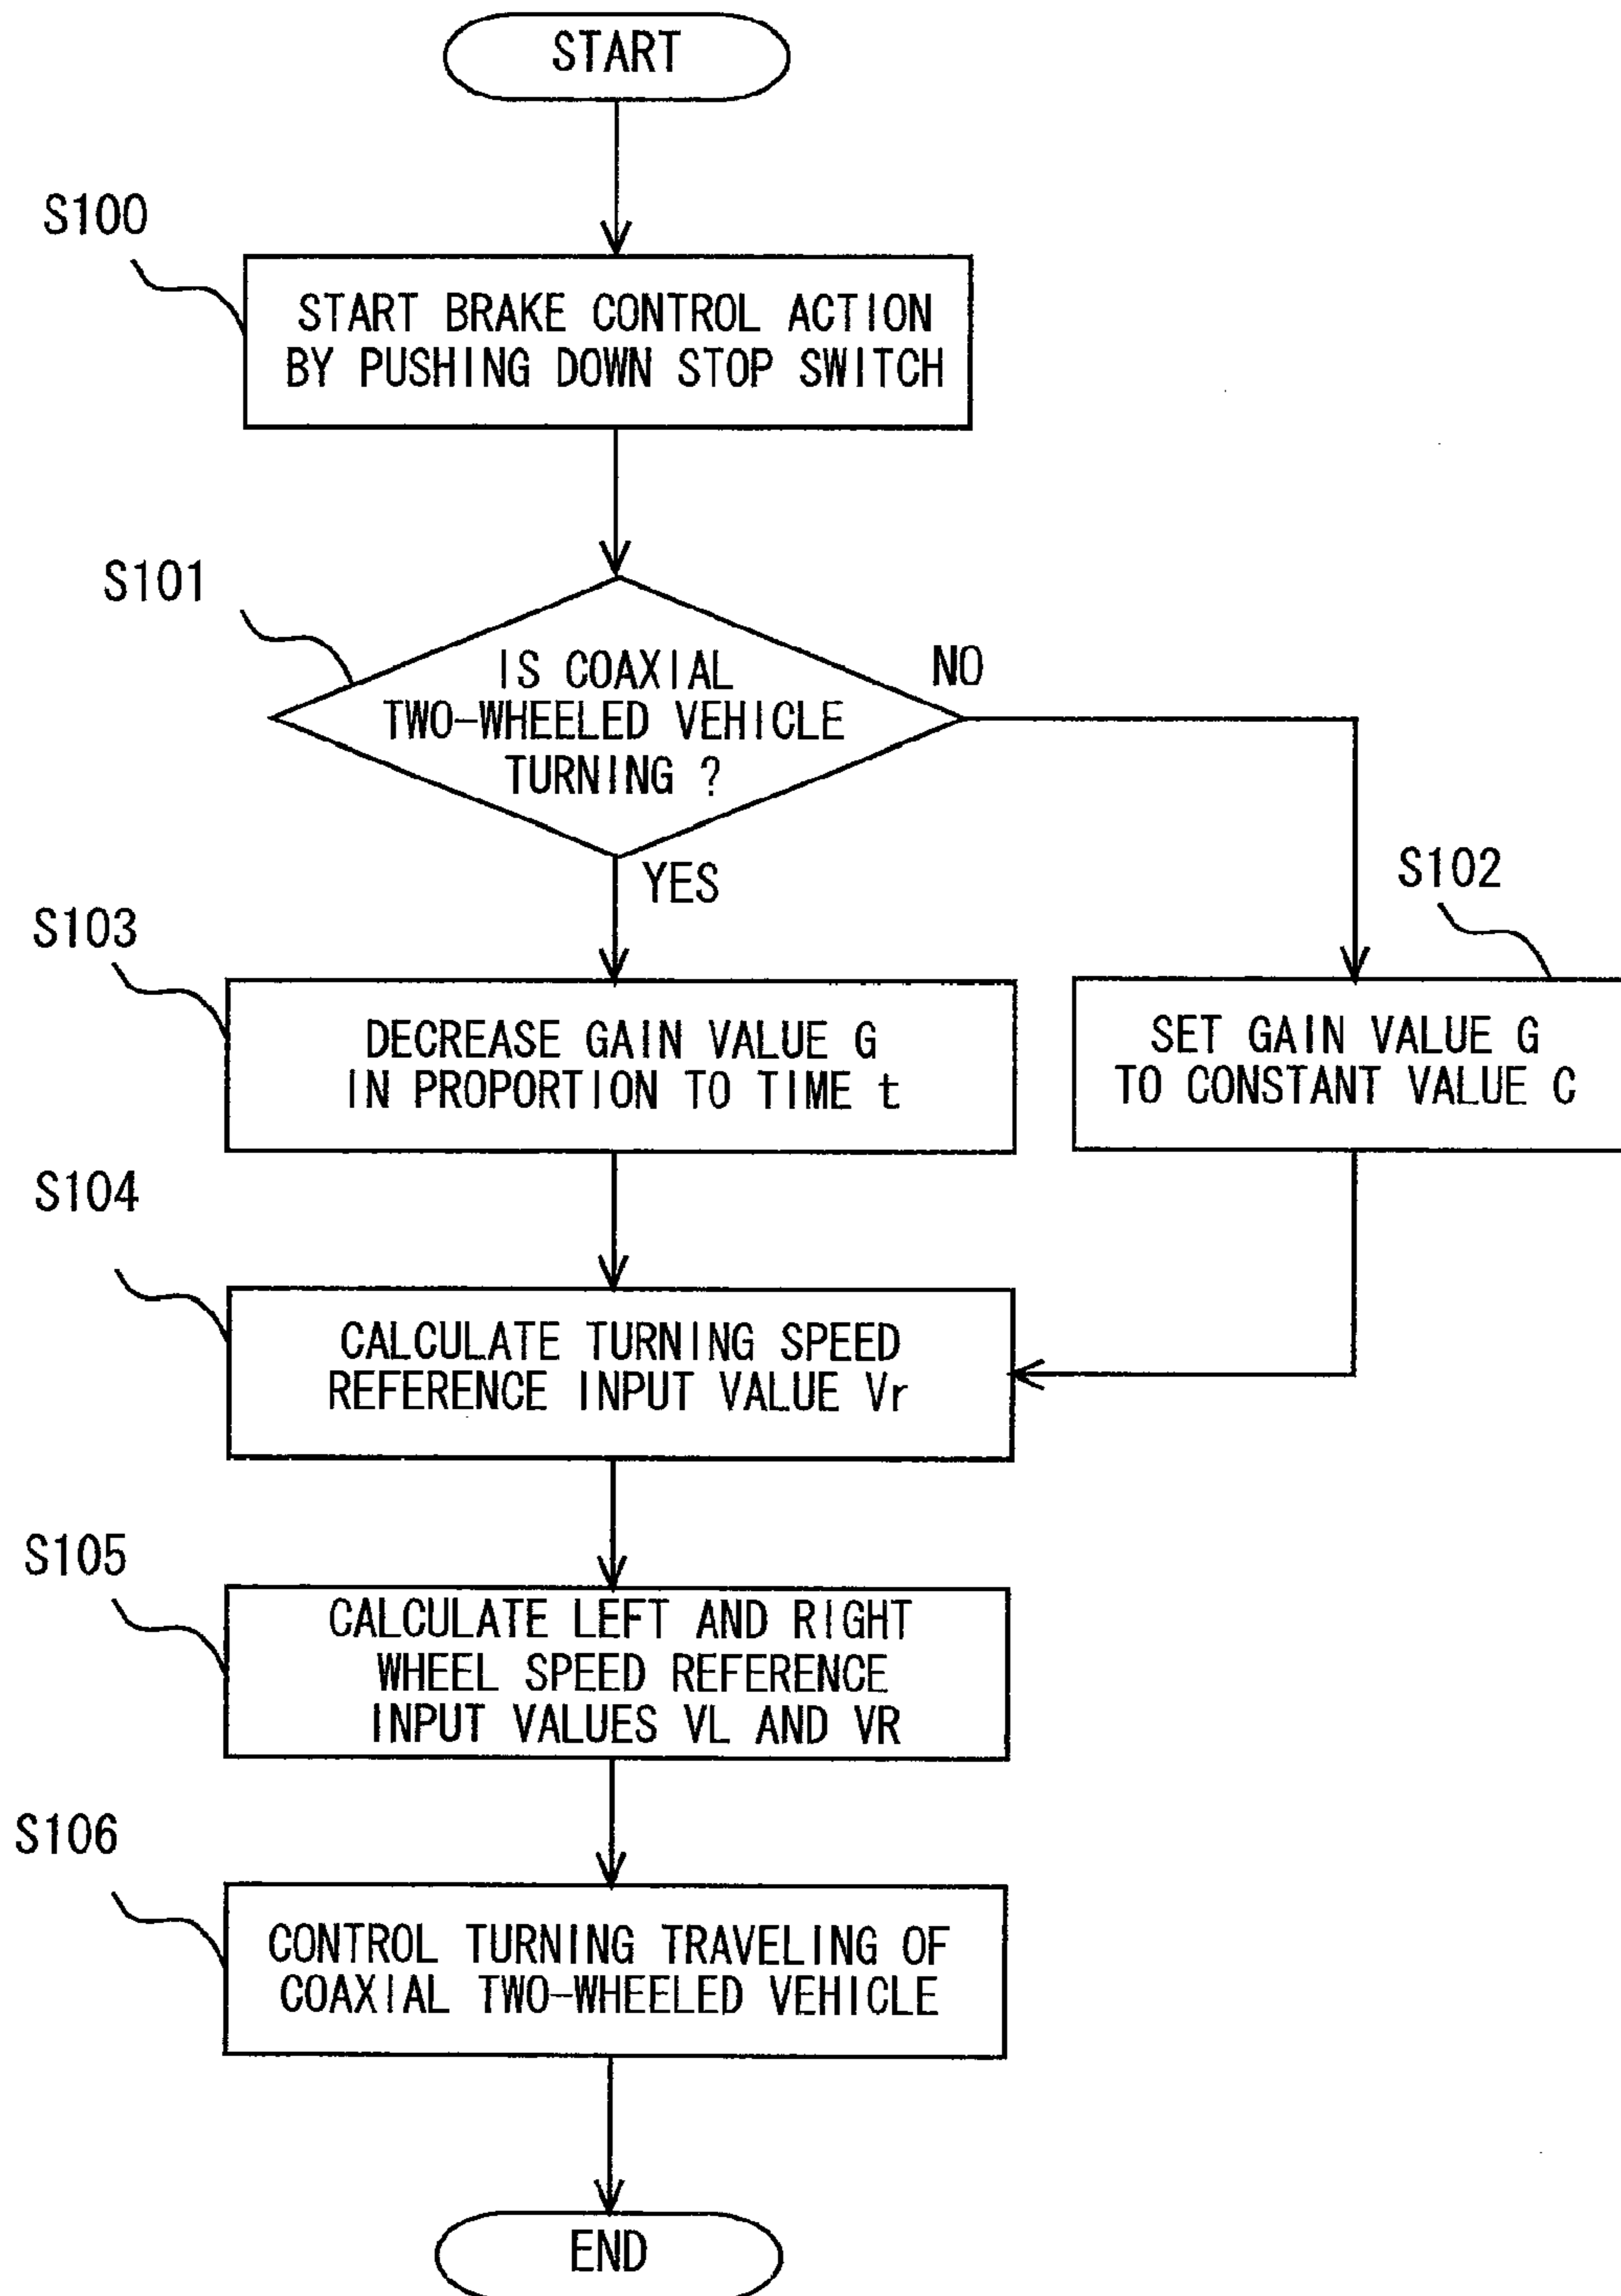 START
S100
START BRAKE CONTROL ACTION
BY PUSHING DOWN STOP SWITCH
S101
IS COAXIAL
TWO-WHEELED VEHICLE
TURNING ?
NO
YES
S102
SET GAIN VALUE G
TO CONSTANT VALUE C
S103
DECREASE GAIN VALUE G
IN PROPORTION TO TIME t
S104
CALCULATE TURNING SPEED
REFERENCE INPUT VALUE Vr
S105
CALCULATE LEFT AND RIGHT
WHEEL SPEED REFERENCE
INPUT VALUES VL AND VR
S106
CONTROL TURNING TRAVELING OF
COAXIAL TWO-WHEELED VEHICLE
END